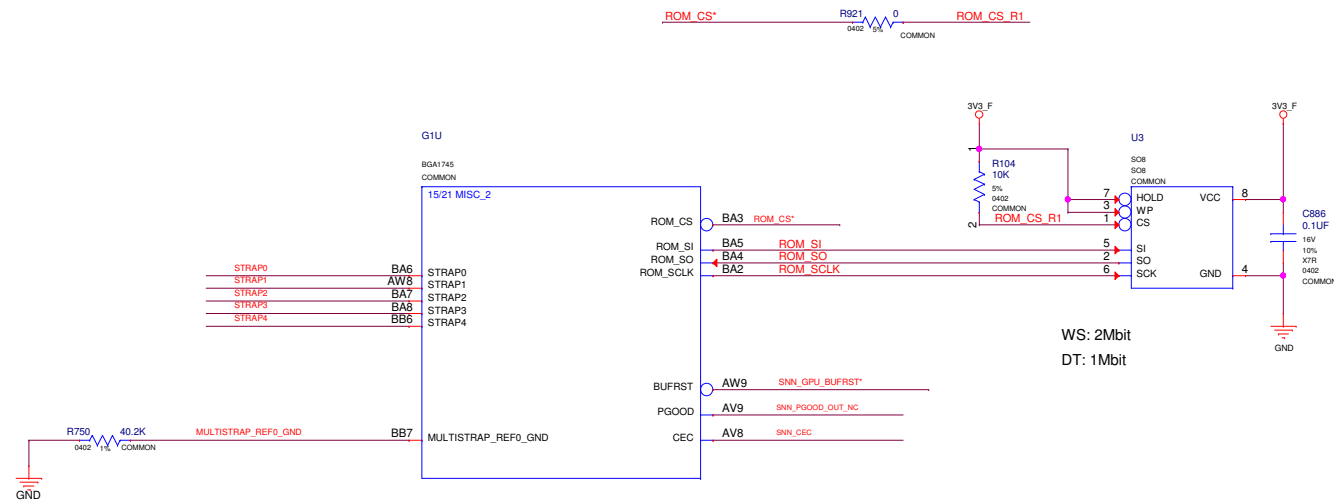 ROM_CS* R921 0 ROM_CS_R1
0402 5% COMMON
3V3_F 3V3_F
G1U
BGA1745
COMMON
15/21 MISC_2
U3
SO8
SO8
COMMON
1
R104
10K
5%
0402
COMMON
2
ROM_CS_R1
7 HOLD VCC 8
3 WP
1 CS
5 SI
2 SO
6 SCK GND 4
C886
0.1UF
16V
10%
X7R
0402
COMMON
GND
ROM_CS BA3 ROM_CS*
ROM_SI BA5 ROM_SI
ROM_SO BA4 ROM_SO
ROM_SCLK BA2 ROM_SCLK
STRAP0 BA6 STRAP0
STRAP1 AW8 STRAP1
STRAP2 BA7 STRAP2
STRAP3 BA8 STRAP3
STRAP4 BB6 STRAP4
WS: 2Mbit
DT: 1Mbit
BUFRST AW9 SNN_GPU_BUFRST*
PGOOD AV9 SNN_PGOOD_OUT_NC
CEC AV8 SNN_CEC
R750 40.2K MULTISTRAP_REF0_GND BB7 MULTISTRAP_REF0_GND
0402 1% COMMON
GND